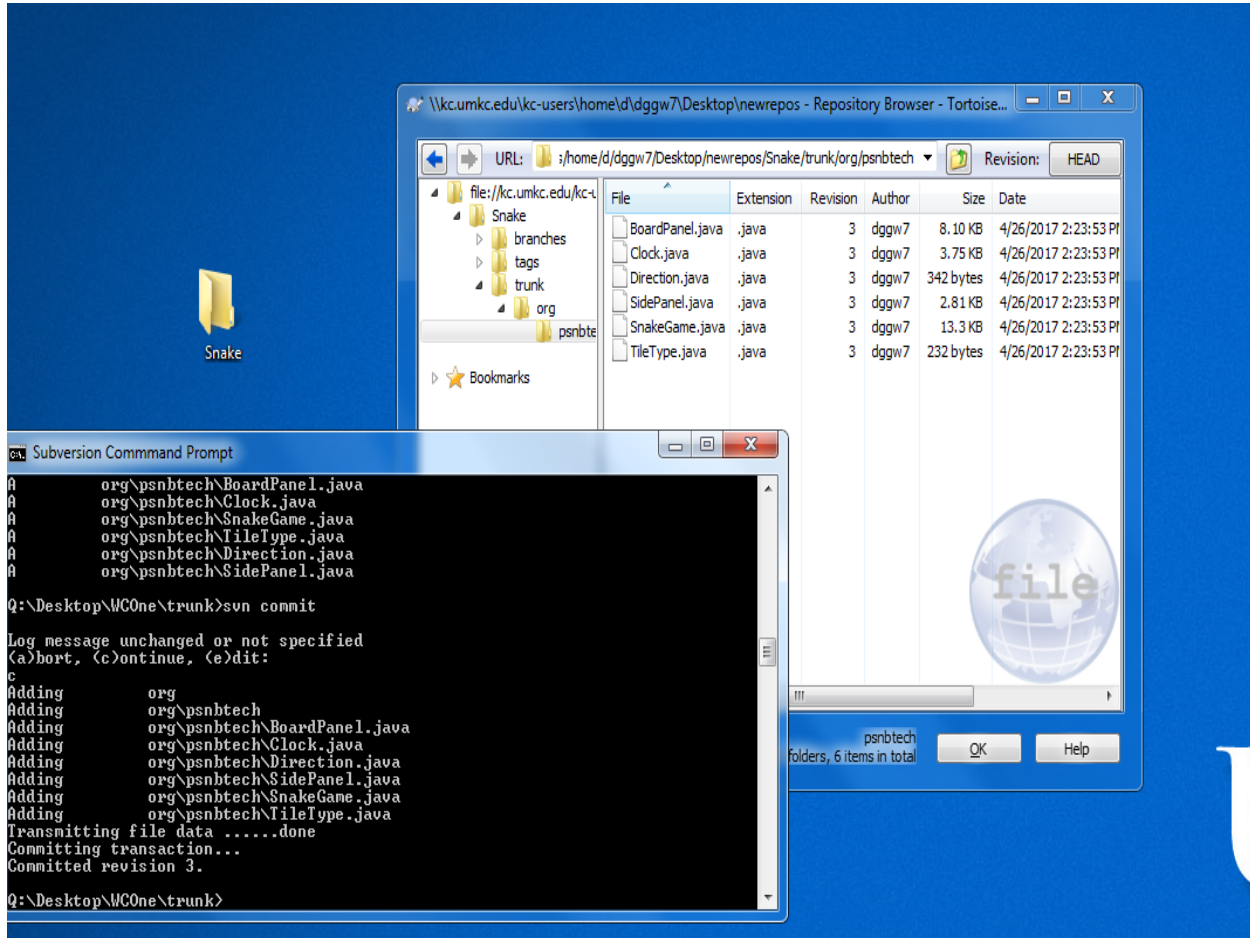 \\kc.umkc.edu\kc-users\home\d\dggw7\Desktop\newrepos - Repository Browser - Tortoise...
URL: :/home/d/dggw7/Desktop/newrepos/Snake/trunk/org/psnbtech Revision: HEAD
file://kc.umkc.edu/kc-u
Snake
branches
tags
trunk
org
psnbte
Bookmarks
File Extension Revision Author Size Date
BoardPanel.java .java 3 dggw7 8.10 KB 4/26/2017 2:23:53 PM
Clock.java .java 3 dggw7 3.75 KB 4/26/2017 2:23:53 PM
Direction.java .java 3 dggw7 342 bytes 4/26/2017 2:23:53 PM
SidePanel.java .java 3 dggw7 2.81 KB 4/26/2017 2:23:53 PM
SnakeGame.java .java 3 dggw7 13.3 KB 4/26/2017 2:23:53 PM
TileType.java .java 3 dggw7 232 bytes 4/26/2017 2:23:53 PM
file
psnbtech
folders, 6 items in total
OK Help
Snake
Subversion Commmand Prompt
A org\psnbtech\BoardPanel.java
A org\psnbtech\Clock.java
A org\psnbtech\SnakeGame.java
A org\psnbtech\TileType.java
A org\psnbtech\Direction.java
A org\psnbtech\SidePanel.java
Q:\Desktop\WCOne\trunk>svn commit
Log message unchanged or not specified
(a)bort, (c)ontinue, (e)dit:
c
Adding org
Adding org\psnbtech
Adding org\psnbtech\BoardPanel.java
Adding org\psnbtech\Clock.java
Adding org\psnbtech\Direction.java
Adding org\psnbtech\SidePanel.java
Adding org\psnbtech\SnakeGame.java
Adding org\psnbtech\TileType.java
Transmitting file data ......done
Committing transaction...
Committed revision 3.
Q:\Desktop\WCOne\trunk>